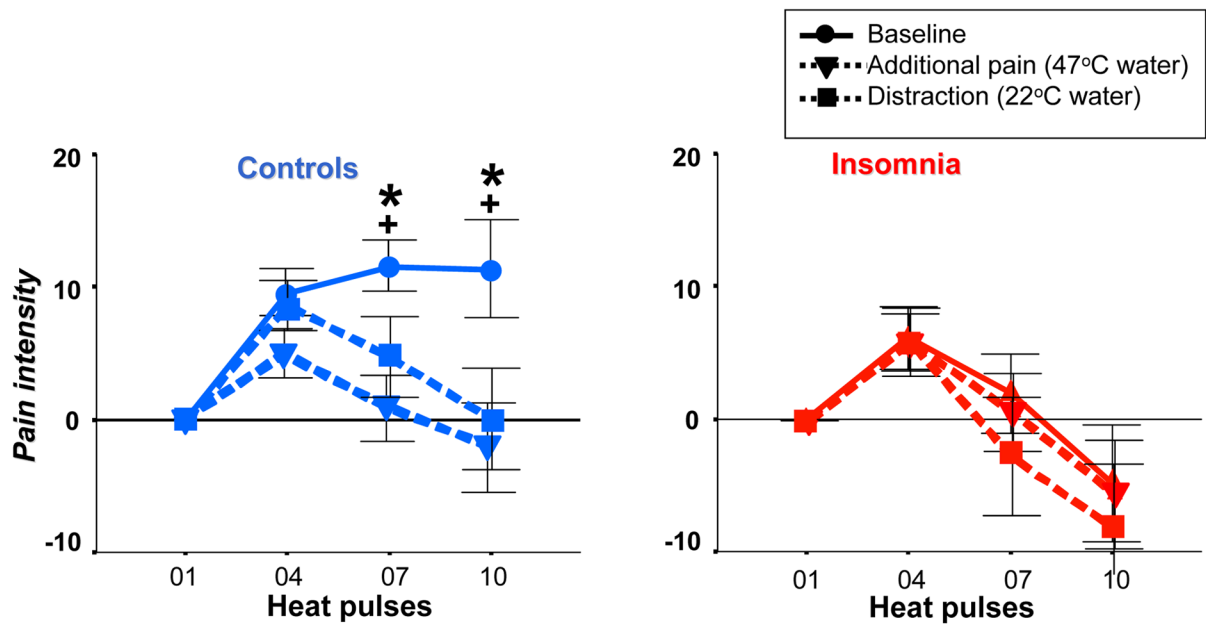 Baseline
Additional pain (47°C water)
Distraction (22°C water)
Controls
Insomnia
20
10
0
-10
Pain intensity
* *
+ +
01 04 07 10
Heat pulses
20
10
0
-10
01 04 07 10
Heat pulses